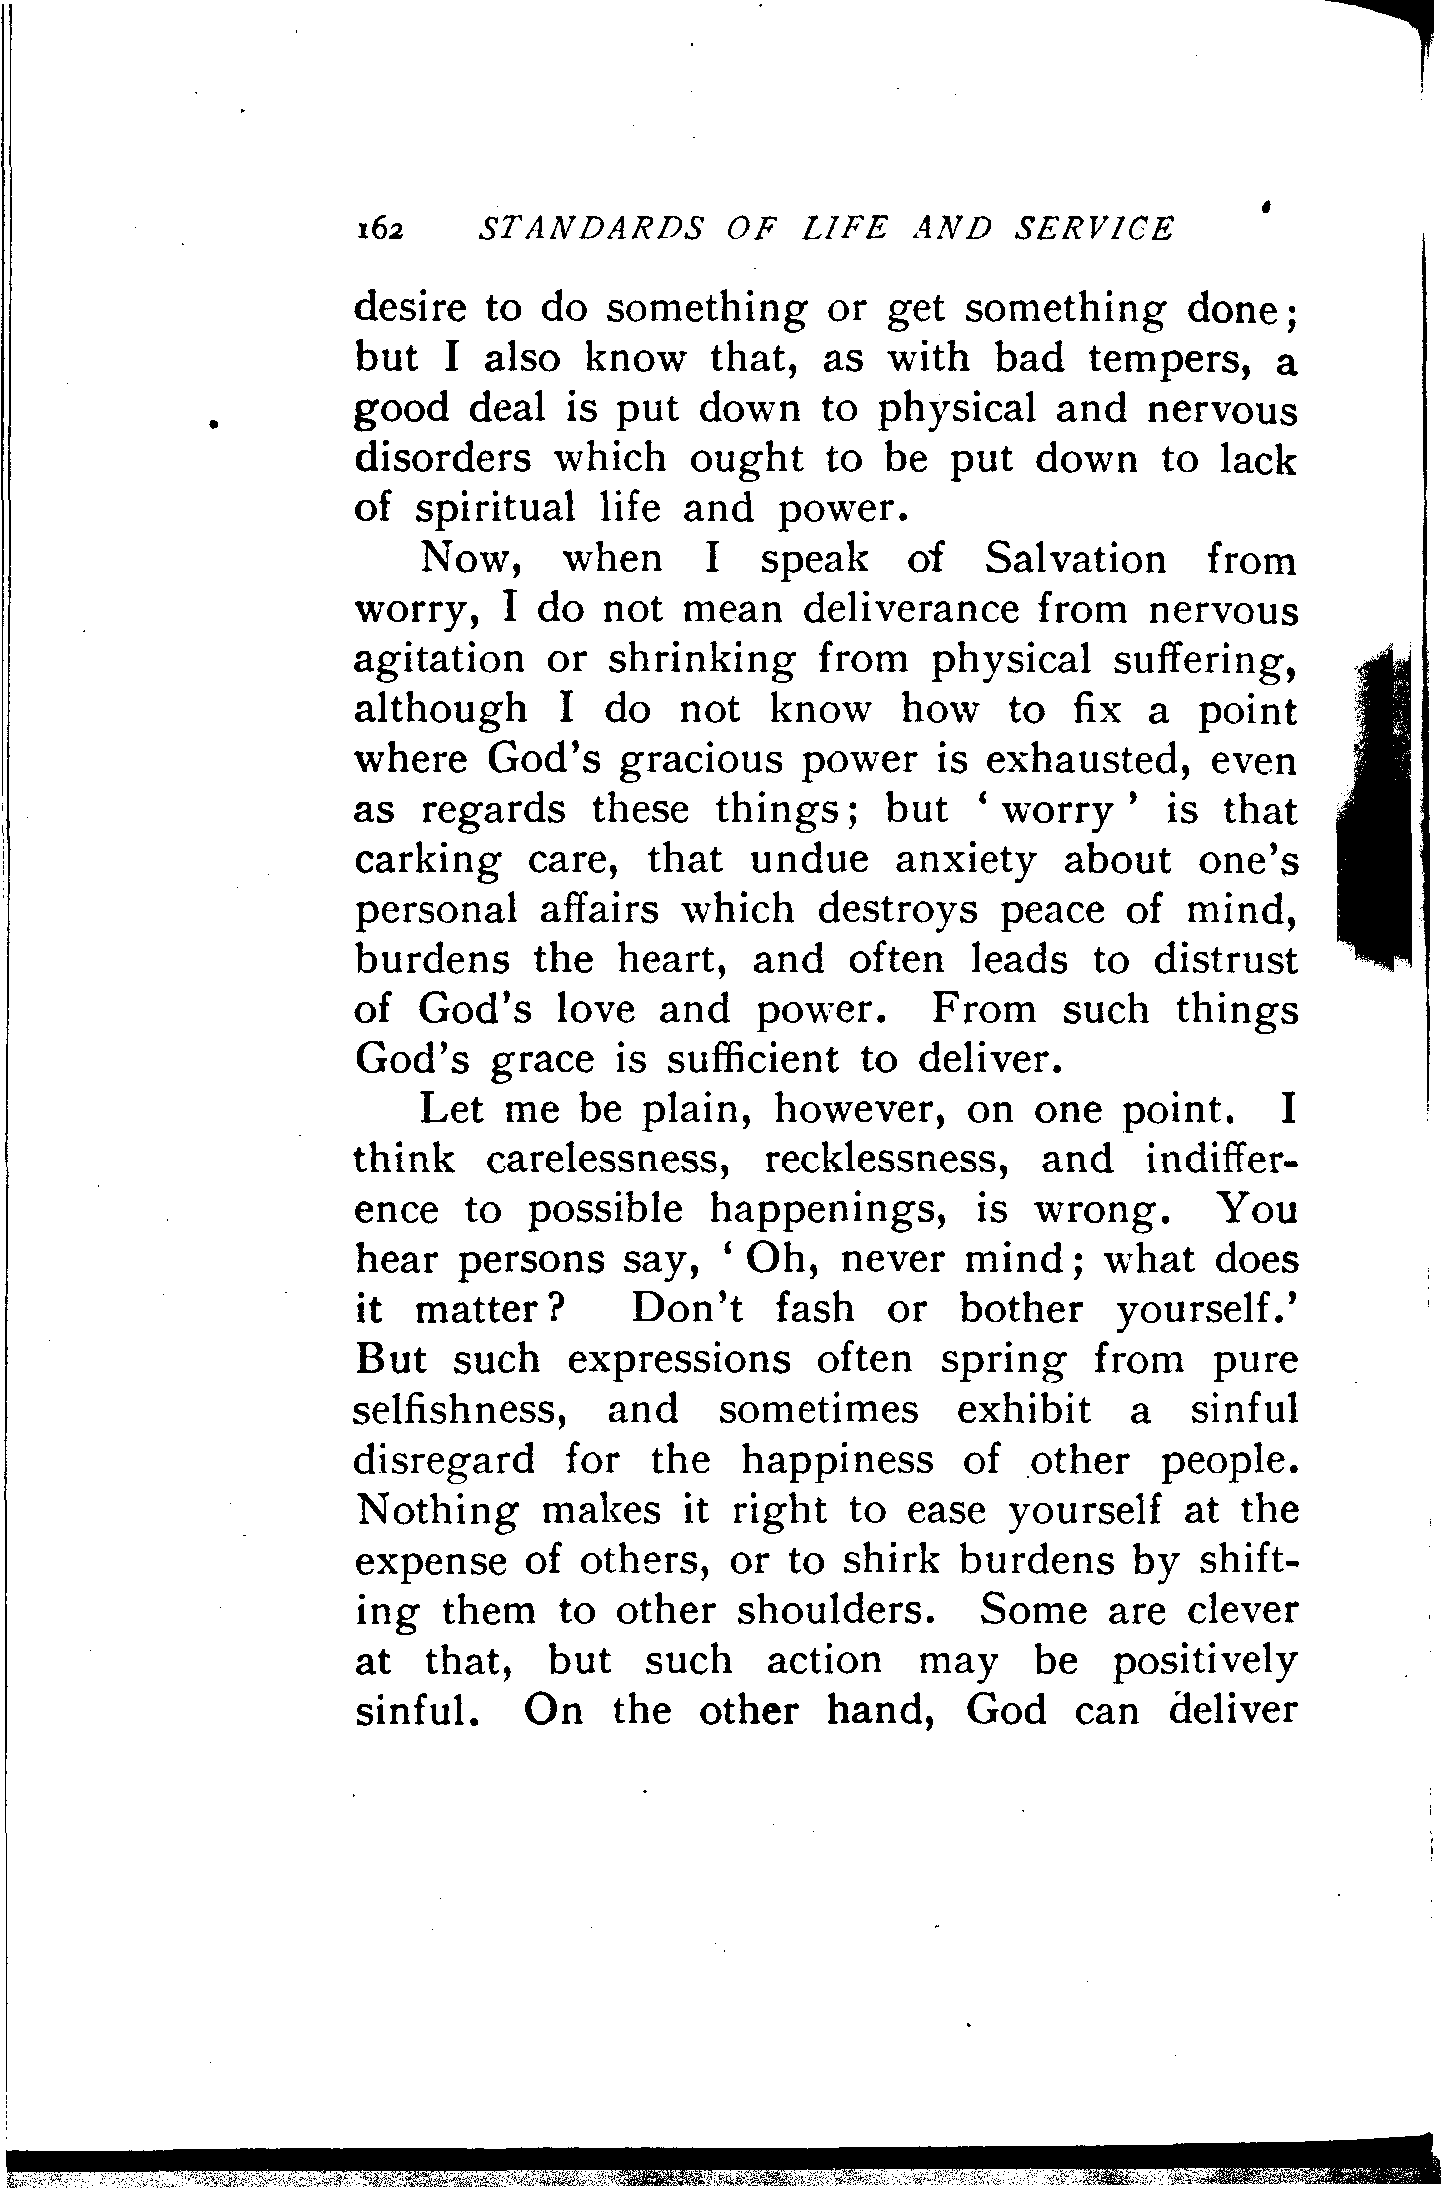 162 STANDARDS OF LIFE AND SERVICE
desire to do something or get something done;
but I also know that, as with bad tempers, a
good deal is put down to physical and nervous
disorders which ought to be put down to lack
of spiritual life and power.
Now, when I speak of Salvation from
worry, I do not mean deliverance from nervous
agitation or shrinking from physical suffering,
although I do not know how to fix a point
where God's gracious power is exhausted, even
as regards these things; but ‘worry’ is that
carking care, that undue anxiety about one's
personal affairs which destroys peace of mind,
burdens the heart, and often leads to distrust
of God's love and power. From such things
God's grace is sufficient to deliver.
Let me be plain, however, on one point. I
think carelessness, recklessness, and indiffer-
ence to possible happenings, is wrong. You
hear persons say, ‘Oh, never mind; what does
it matter? Don't fash or bother yourself.’
But such expressions often spring from pure
selfishness, and sometimes exhibit a sinful
disregard for the happiness of other people.
Nothing makes it right to ease yourself at the
expense of others, or to shirk burdens by shift-
ing them to other shoulders. Some are clever
at that, but such action may be positively
sinful. On the other hand, God can deliver